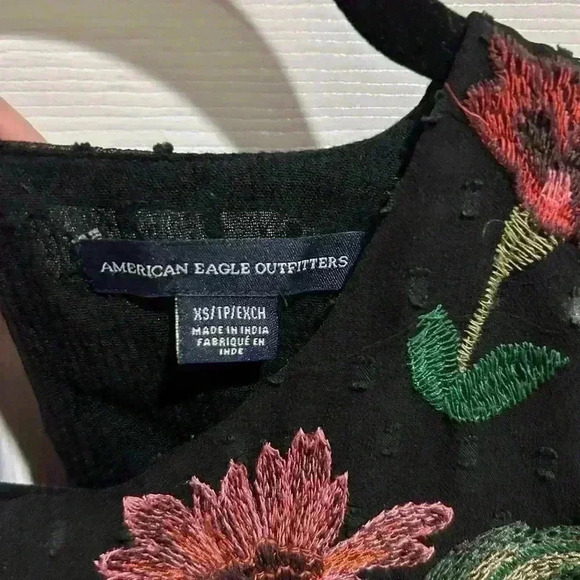 AMERICAN EAGLE OUTFITTERS
XS/TP/EXCH
MADE IN INDIA
FABRIQUÉ EN
INDE